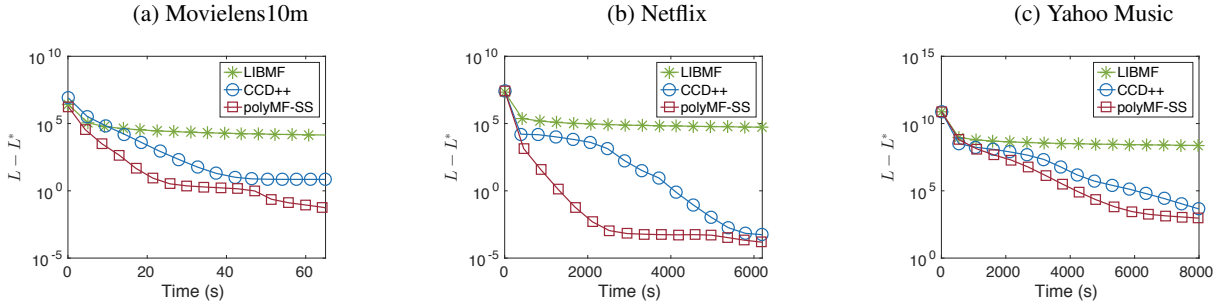 (a) Movielens10m
(b) Netflix
(c) Yahoo Music
10^10
10^5
10^0
10^-5
L − L*
0 20 40 60
Time (s)
LIBMF
CCD++
polyMF-SS
10^10
10^5
10^0
10^-5
L − L*
0 2000 4000 6000
Time (s)
LIBMF
CCD++
polyMF-SS
10^15
10^10
10^5
10^0
L − L*
0 2000 4000 6000 8000
Time (s)
LIBMF
CCD++
polyMF-SS